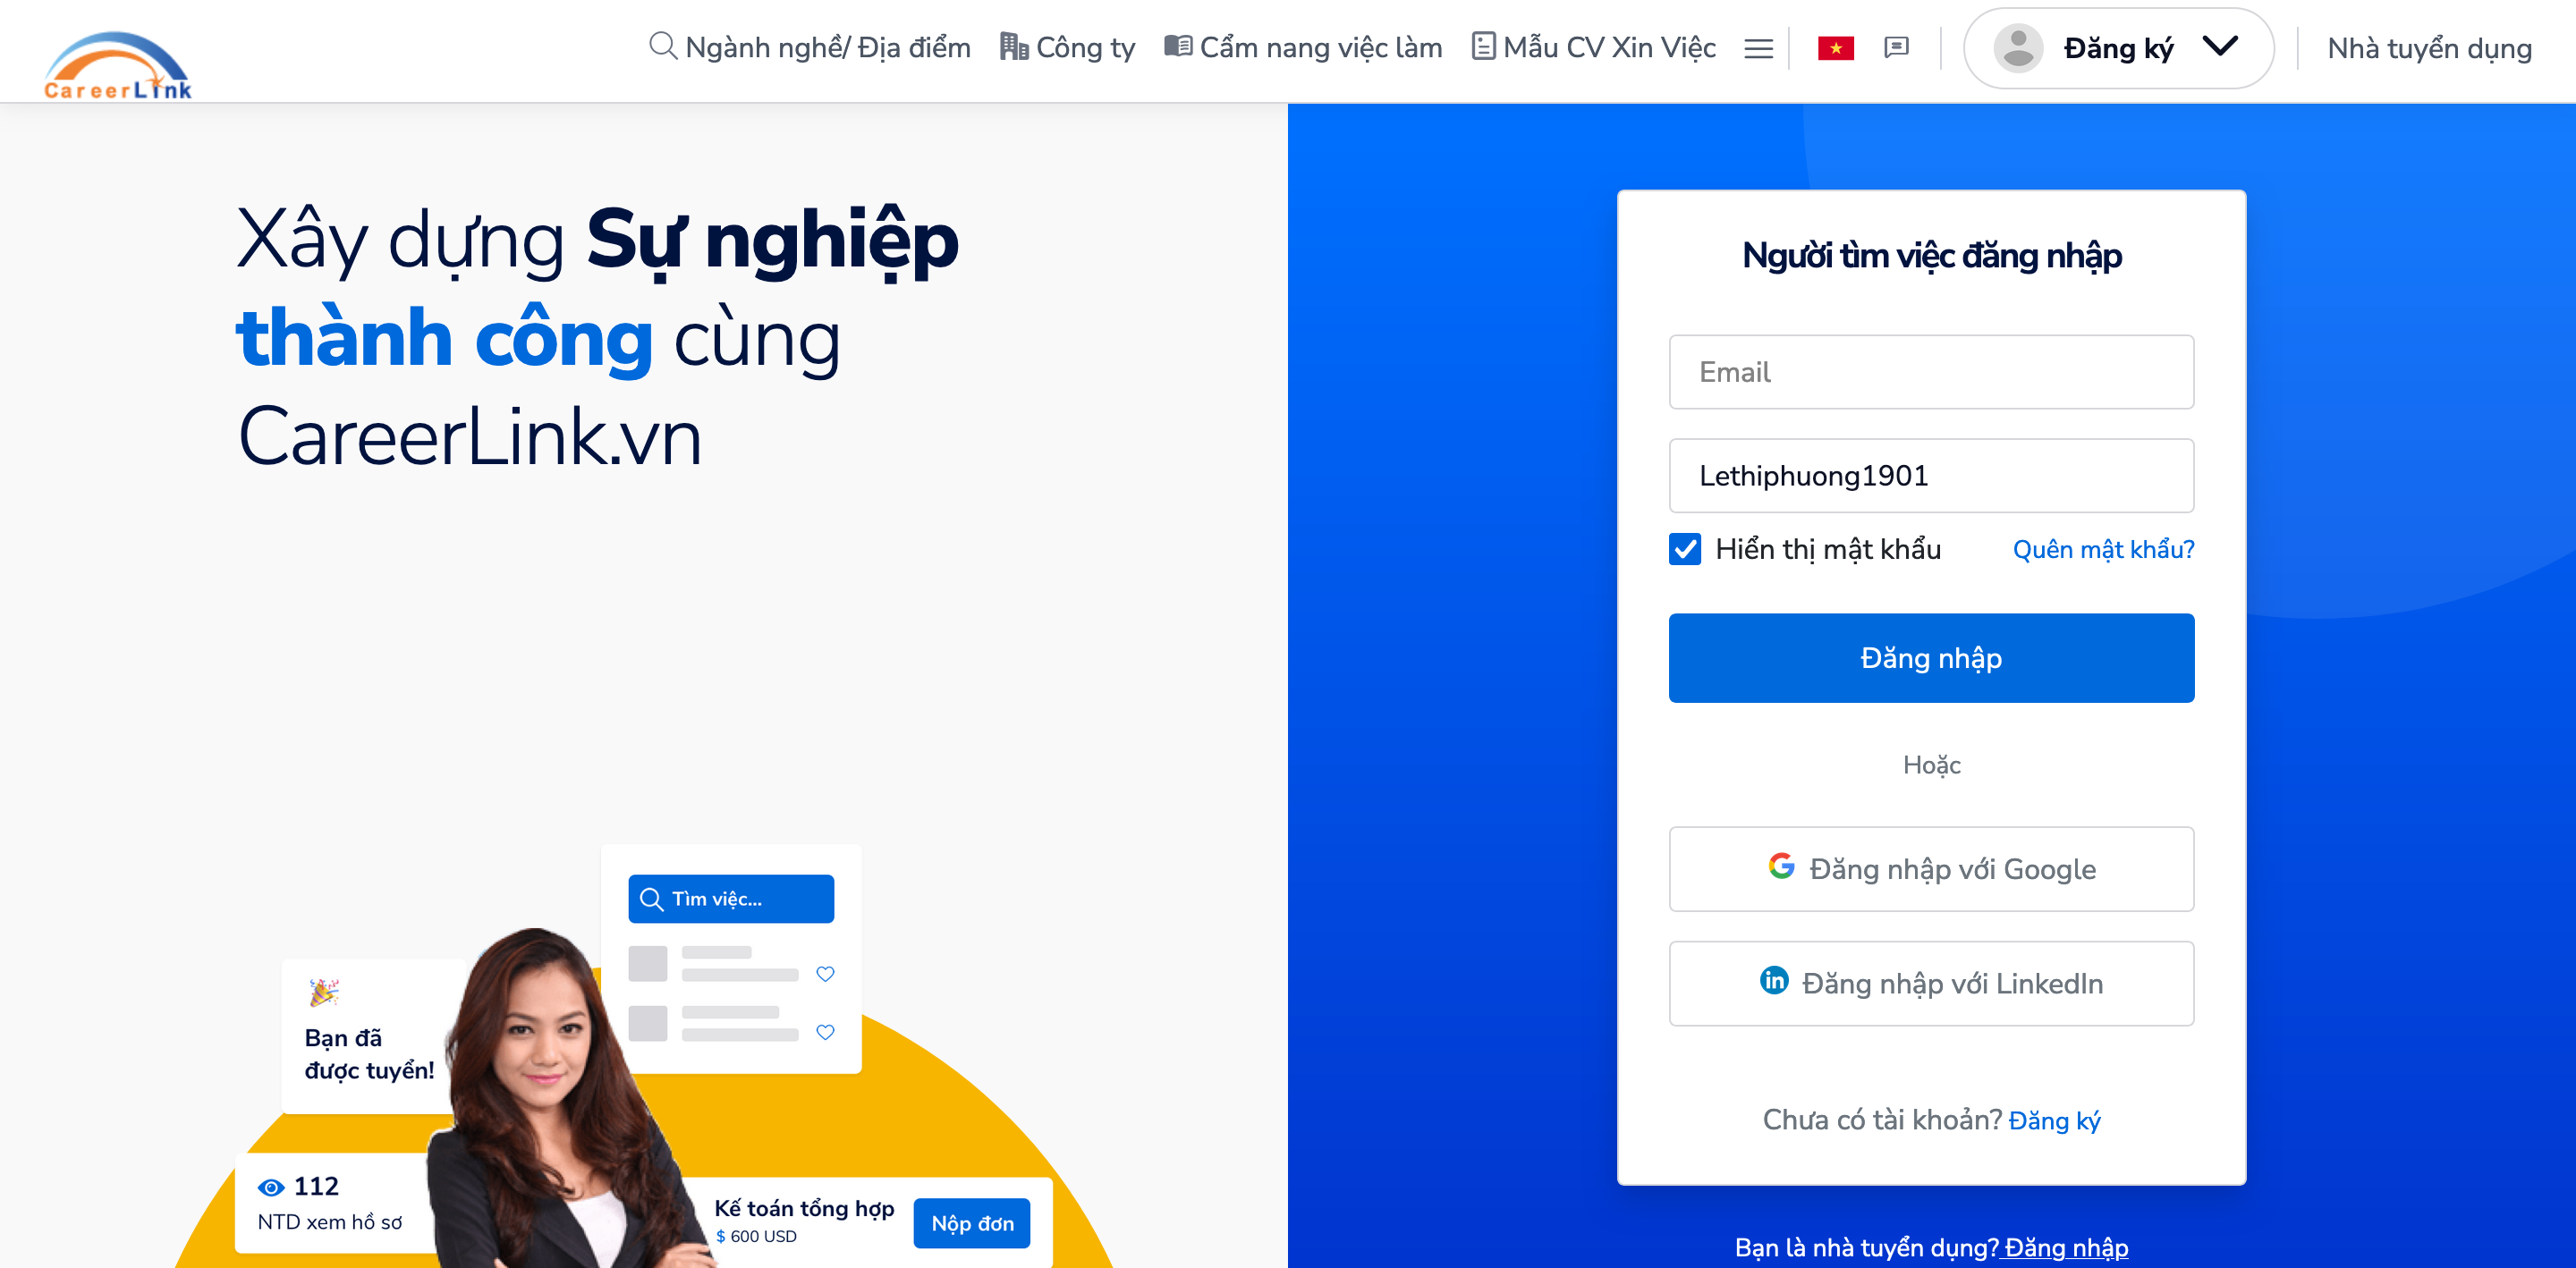 CareerLink
Ngành nghề/ Địa điểm
Công ty
Cẩm nang việc làm
Mẫu CV Xin Việc
Đăng ký
Nhà tuyển dụng
Xây dựng Sự nghiệp
thành công cùng
CareerLink.vn
Tìm việc...
Bạn đã
được tuyển!
112
NTD xem hồ sơ
Kế toán tổng hợp
$ 600 USD
Nộp đơn
Người tìm việc đăng nhập
Email
Lethiphuong1901
Hiển thị mật khẩu
Quên mật khẩu?
Đăng nhập
Hoặc
Đăng nhập với Google
Đăng nhập với LinkedIn
Chưa có tài khoản? Đăng ký
Bạn là nhà tuyển dụng? Đăng nhập